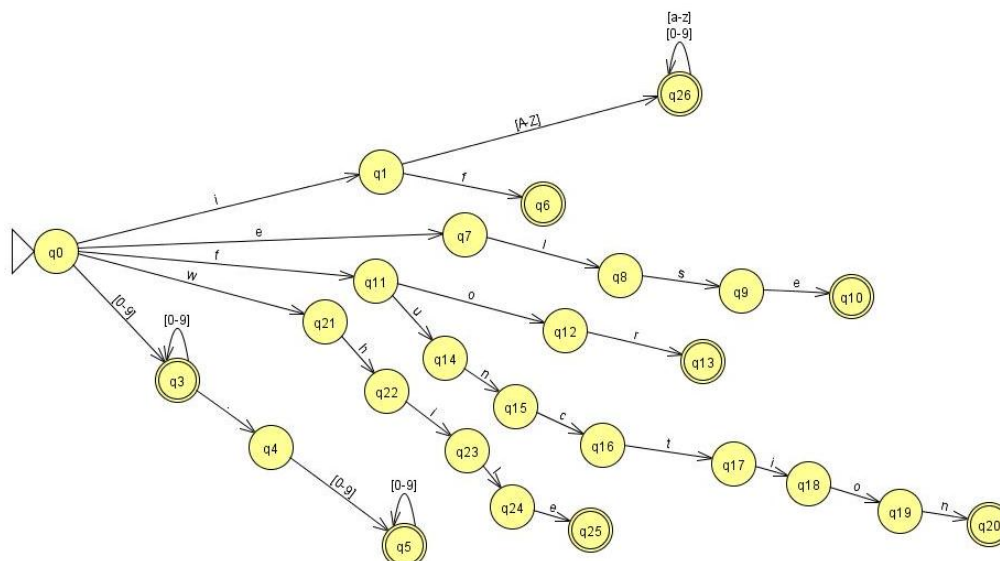 [a-z]
[0-9]
q26
[A-Z]
q1
i
f
q6
q0
e
q7
l
q8
s
q9
e
q10
f
q11
o
q12
r
q13
w
q21
u
q14
n
q15
c
q16
t
q17
i
q18
o
q19
n
q20
h
q22
i
q23
l
q24
e
q25
[0-9]
[0-9]
q3
.
q4
[0-9]
[0-9]
q5